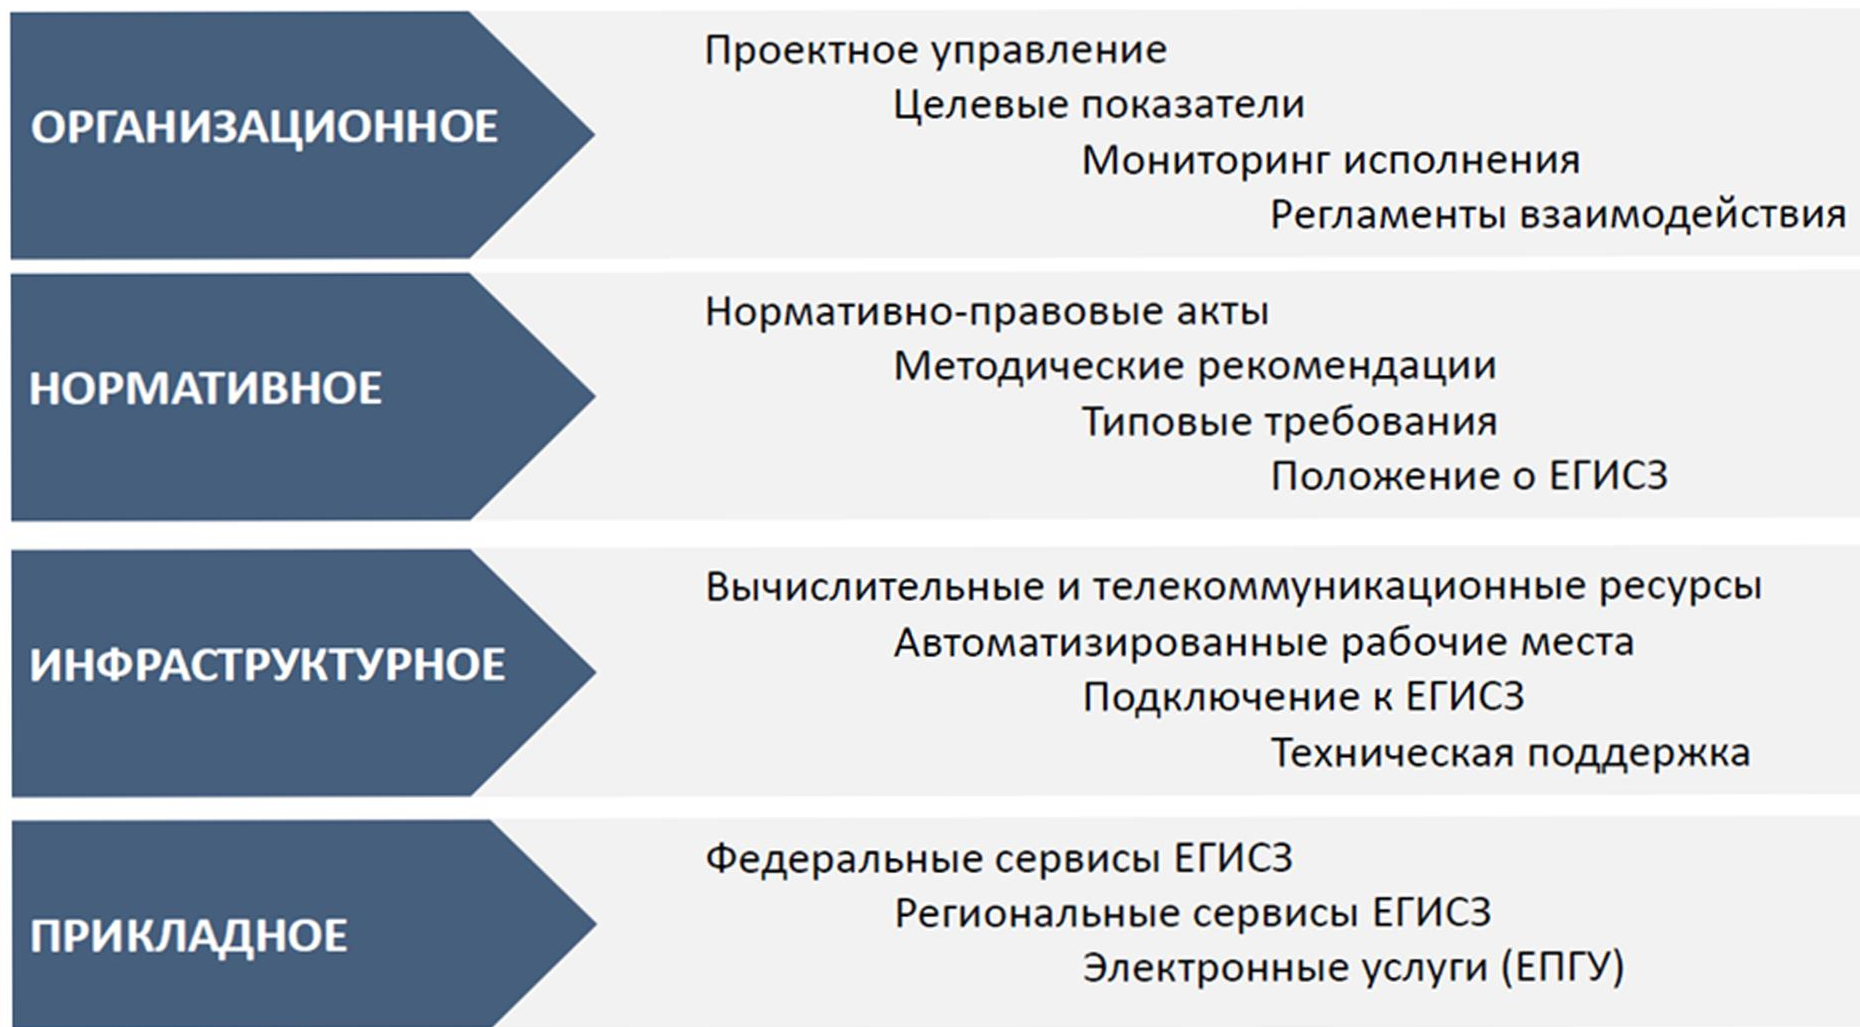 ОРГАНИЗАЦИОННОЕ
Проектное управление
Целевые показатели
Мониторинг исполнения
Регламенты взаимодействия
НОРМАТИВНОЕ
Нормативно-правовые акты
Методические рекомендации
Типовые требования
Положение о ЕГИСЗ
ИНФРАСТРУКТУРНОЕ
Вычислительные и телекоммуникационные ресурсы
Автоматизированные рабочие места
Подключение к ЕГИСЗ
Техническая поддержка
ПРИКЛАДНОЕ
Федеральные сервисы ЕГИСЗ
Региональные сервисы ЕГИСЗ
Электронные услуги (ЕПГУ)